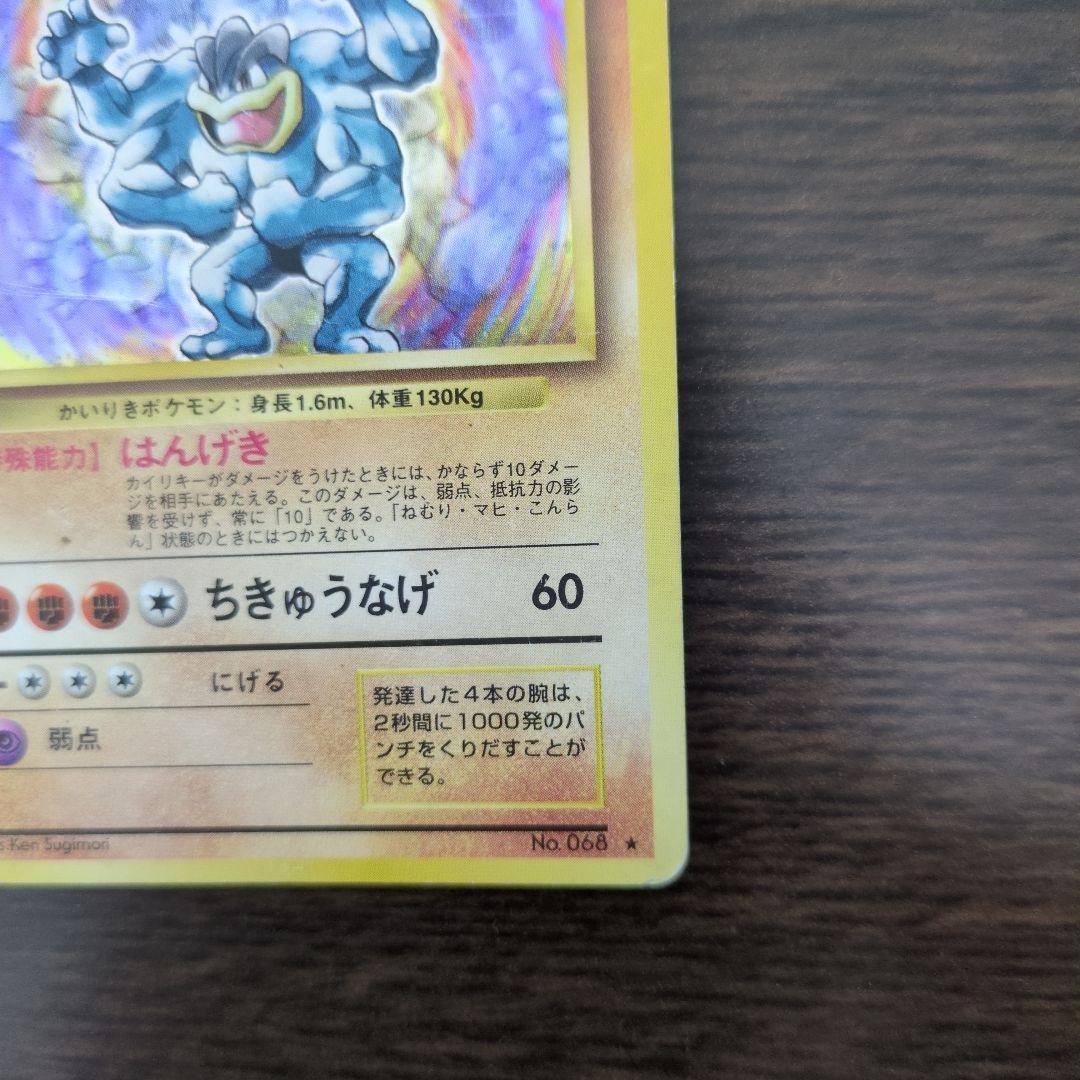 かいりきポケモン：身長1.6m、体重130Kg
殊能力】 はんげき
カイリキーがダメージをうけたときには、かならず10ダメー
ジを相手にあたえる。このダメージは、弱点、抵抗力の影
響を受けず、常に「10」である。「ねむり・マヒ・こんら
ん」状態のときにはつかえない。
ちきゅうなげ 60
にげる
弱点
発達した4本の腕は、
2秒間に1000発のパ
ンチをくりだすことが
できる。
s.Ken Sugimori No. 068 ★